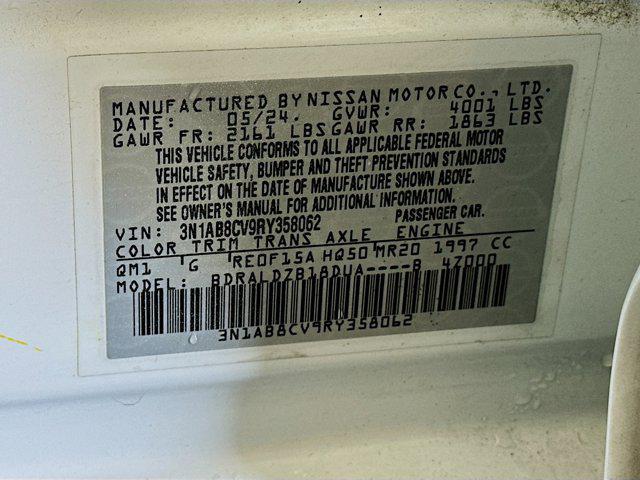 MANUFACTURED BY NISSAN MOTOR CO., LTD.
DATE: 05/24. GVWR: 4001 LBS
GAWR FR: 2161 LBS GAWR RR: 1863 LBS
THIS VEHICLE CONFORMS TO ALL APPLICABLE FEDERAL MOTOR
VEHICLE SAFETY, BUMPER AND THEFT PREVENTION STANDARDS
IN EFFECT ON THE DATE OF MANUFACTURE SHOWN ABOVE.
SEE OWNER'S MANUAL FOR ADDITIONAL INFORMATION.
VIN: 3N1AB8CV9RY358062 PASSENGER CAR.
COLOR TRIM TRANS AXLE ENGINE
QM1 G RE0F15A HQ50 MR20 1997 CC
MODEL: BDRALDZB18DUA----B 4Z000
3N1AB8CV9RY358062